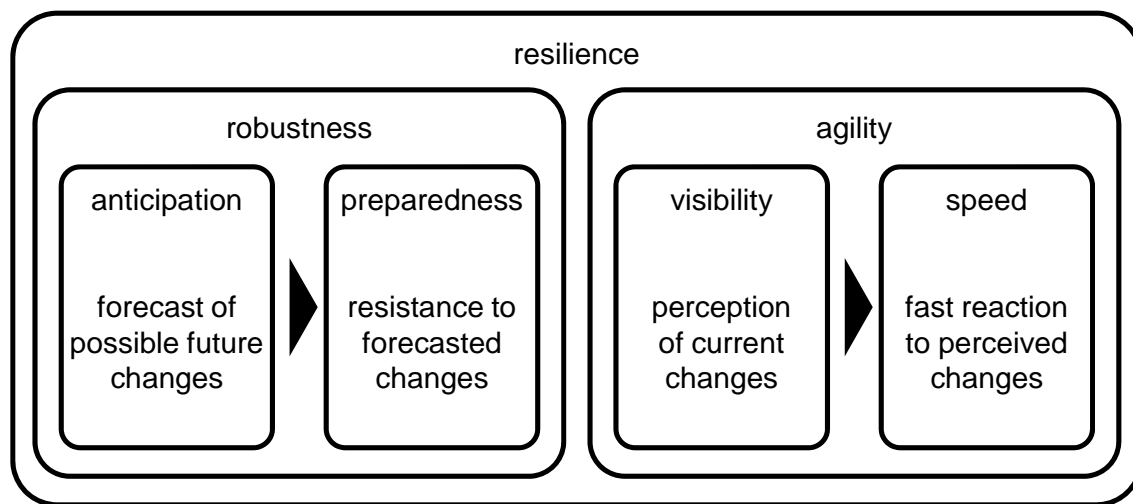 resilience
robustness
anticipation
forecast of
possible future
changes
preparedness
resistance to
forecasted
changes
agility
visibility
perception
of current
changes
speed
fast reaction
to perceived
changes